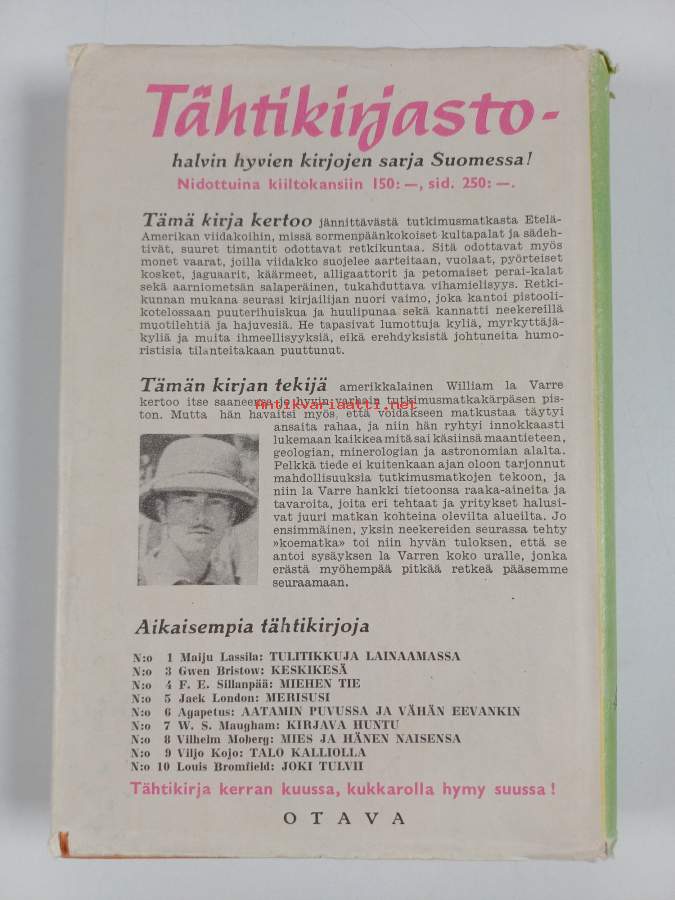 Tähtikirjasto-
halvin hyvien kirjojen sarja Suomessa!
Nidottuina kiiltokansiin 150:—, sid. 250:—.
Tämä kirja kertoo jännittävästä tutkimusmatkasta Etelä-
Amerikan viidakoihin, missä sormenpäänkokoiset kultapalat ja sädeh-
tivät, suuret timantit odottavat retkikuntaa. Sitä odottavat myös
monet vaarat, joilla viidakko suojelee aarteitaan, vuolaat, pyörteiset
kosket, jaguaarit, käärmeet, alligaattorit ja petomaiset perai-kalat
sekä aarniometsän salaperäinen, tukahduttava vihamielisyys. Retki-
kunnan mukana seurasi kirjailijan nuori vaimo, joka kantoi pistooli-
kotelossaan puuterihuiskua ja huulipunaa sekä kannatti neekereillä
muotilehtiä ja hajuvesiä. He tapasivat lumottuja kyliä, myrkyttäjä-
kyliä ja muita ihmeellisyyksiä, eikä erehdyksistä johtuneita humo-
ristisia tilanteitakaan puuttunut.
Tämän kirjan tekijä amerikkalainen William la Varre
kertoo itse saaneensa jo hyvin varhain tutkimusmatkakärpäsen pis-
Antikvariaatti.net
ton. Mutta hän havaitsi myös, että voidakseen matkustaa täytyi
ansaita rahaa, ja niin hän ryhtyi innokkaasti
lukemaan kaikkea mitä sai käsiinsä maantieteen,
geologian, minerologian ja astronomian alalta.
Pelkkä tiede ei kuitenkaan ajan oloon tarjonnut
mahdollisuuksia tutkimusmatkojen tekoon, ja
niin la Varre hankki tietoonsa raaka-aineita ja
tavaroita, joita eri tehtaat ja yritykset halusi-
vat juuri matkan kohteina olevilta alueilta. Jo
ensimmäinen, yksin neekereiden seurassa tehty
»koematka» toi niin hyvän tuloksen, että se
antoi sysäyksen la Varren koko uralle, jonka
erästä myöhempää pitkää retkeä pääsemme
seuraamaan.
Aikaisempia tähtikirjoja
N:o 1 Maiju Lassila: TULITIKKUJA LAINAAMASSA
N:o 3 Gwen Bristow: KESKIKESÄ
N:o 4 F. E. Sillanpää: MIEHEN TIE
N:o 5 Jack London: MERISUSI
N:o 6 Agapetus: AATAMIN PUVUSSA JA VÄHÄN EEVANKIN
N:o 7 W. S. Maugham: KIRJAVA HUNTU
N:o 8 Vilhelm Moberg: MIES JA HÄNEN NAISENSA
N:o 9 Viljo Kojo: TALO KALLIOLLA
N:o 10 Louis Bromfield: JOKI TULVII
Tähtikirja kerran kuussa, kukkarolla hymy suussa!
OTAVA